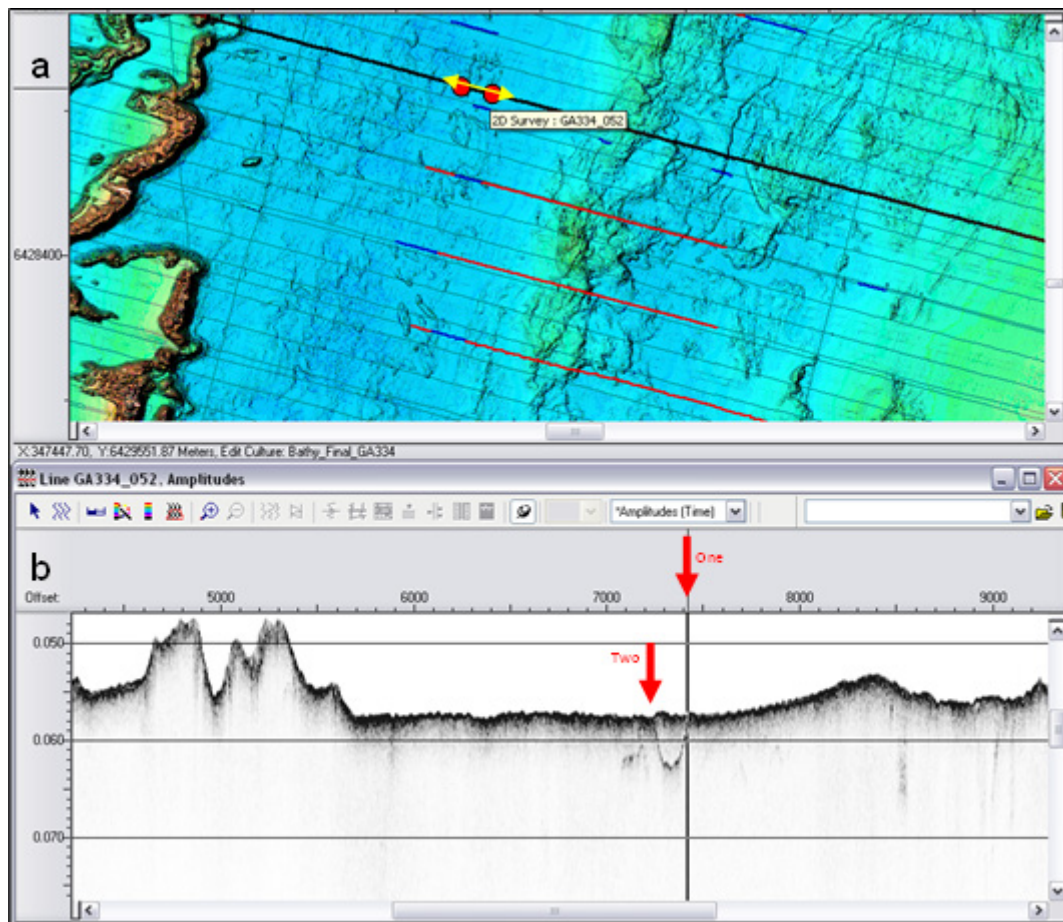 a
2D Survey : GA334_052
6428400
X:347447.70, Y:6429551.87 Meters, Edit Culture: Bathy_Final_GA334
Line GA334_052, Amplitudes
*Amplitudes (Time)
b
One
Offset: 5000 6000 7000 8000 9000
0.050
Two
0.060
0.070